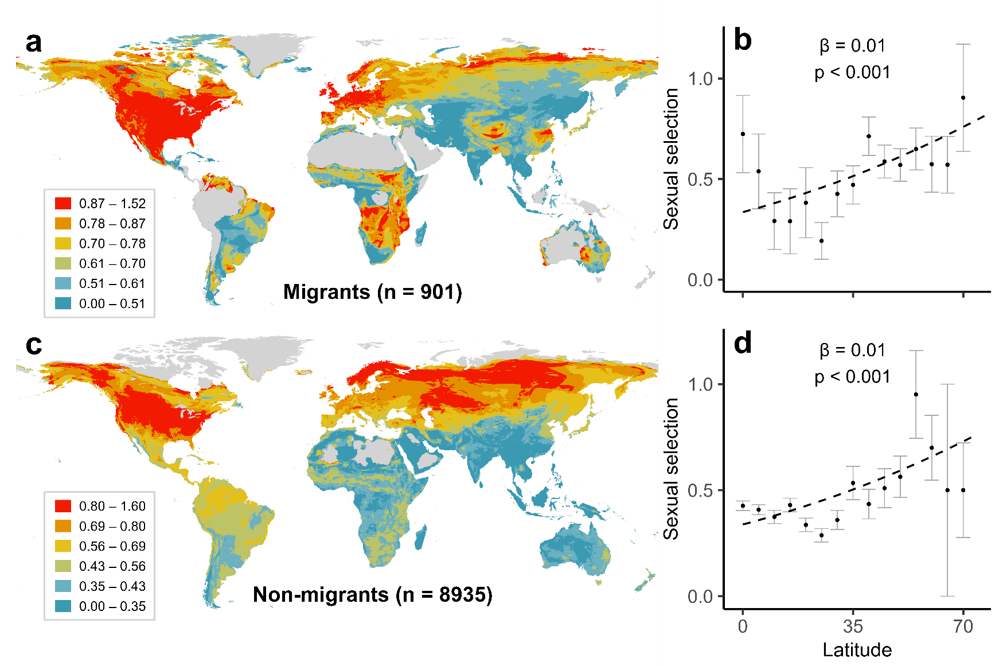 a
0.87 – 1.52
0.78 – 0.87
0.70 – 0.78
0.61 – 0.70
0.51 – 0.61
0.00 – 0.51
Migrants (n = 901)
b
β = 0.01
p < 0.001
Sexual selection
1.0
0.5
0.0
c
0.80 – 1.60
0.69 – 0.80
0.56 – 0.69
0.43 – 0.56
0.35 – 0.43
0.00 – 0.35
Non-migrants (n = 8935)
d
β = 0.01
p < 0.001
Sexual selection
1.0
0.5
0.0
0 35 70
Latitude